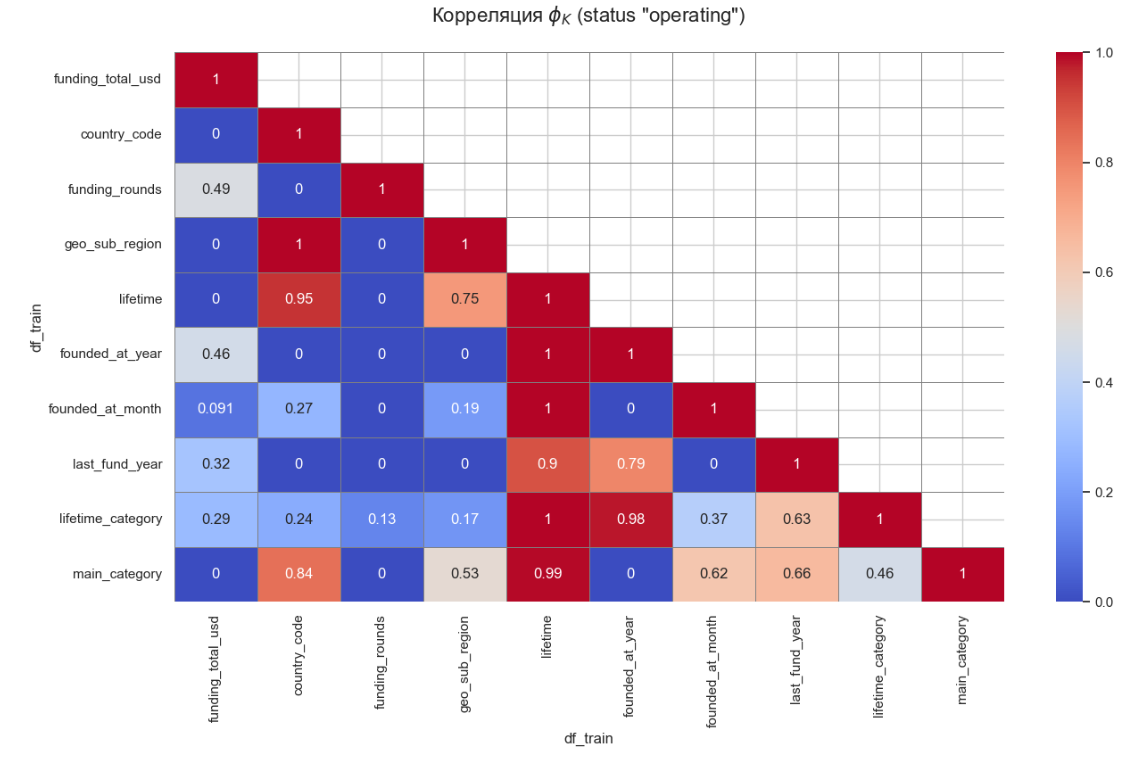 Корреляция ϕK (status "operating")
funding_total_usd 1
country_code 0 1
funding_rounds 0.49 0 1
geo_sub_region 0 1 0 1
lifetime 0 0.95 0 0.75 1
founded_at_year 0.46 0 0 0 1 1
founded_at_month 0.091 0.27 0 0.19 1 0 1
last_fund_year 0.32 0 0 0 0.9 0.79 0 1
lifetime_category 0.29 0.24 0.13 0.17 1 0.98 0.37 0.63 1
main_category 0 0.84 0 0.53 0.99 0 0.62 0.66 0.46 1
df_train
funding_total_usd
country_code
funding_rounds
geo_sub_region
lifetime
founded_at_year
founded_at_month
last_fund_year
lifetime_category
main_category
df_train
1.0
0.8
0.6
0.4
0.2
0.0